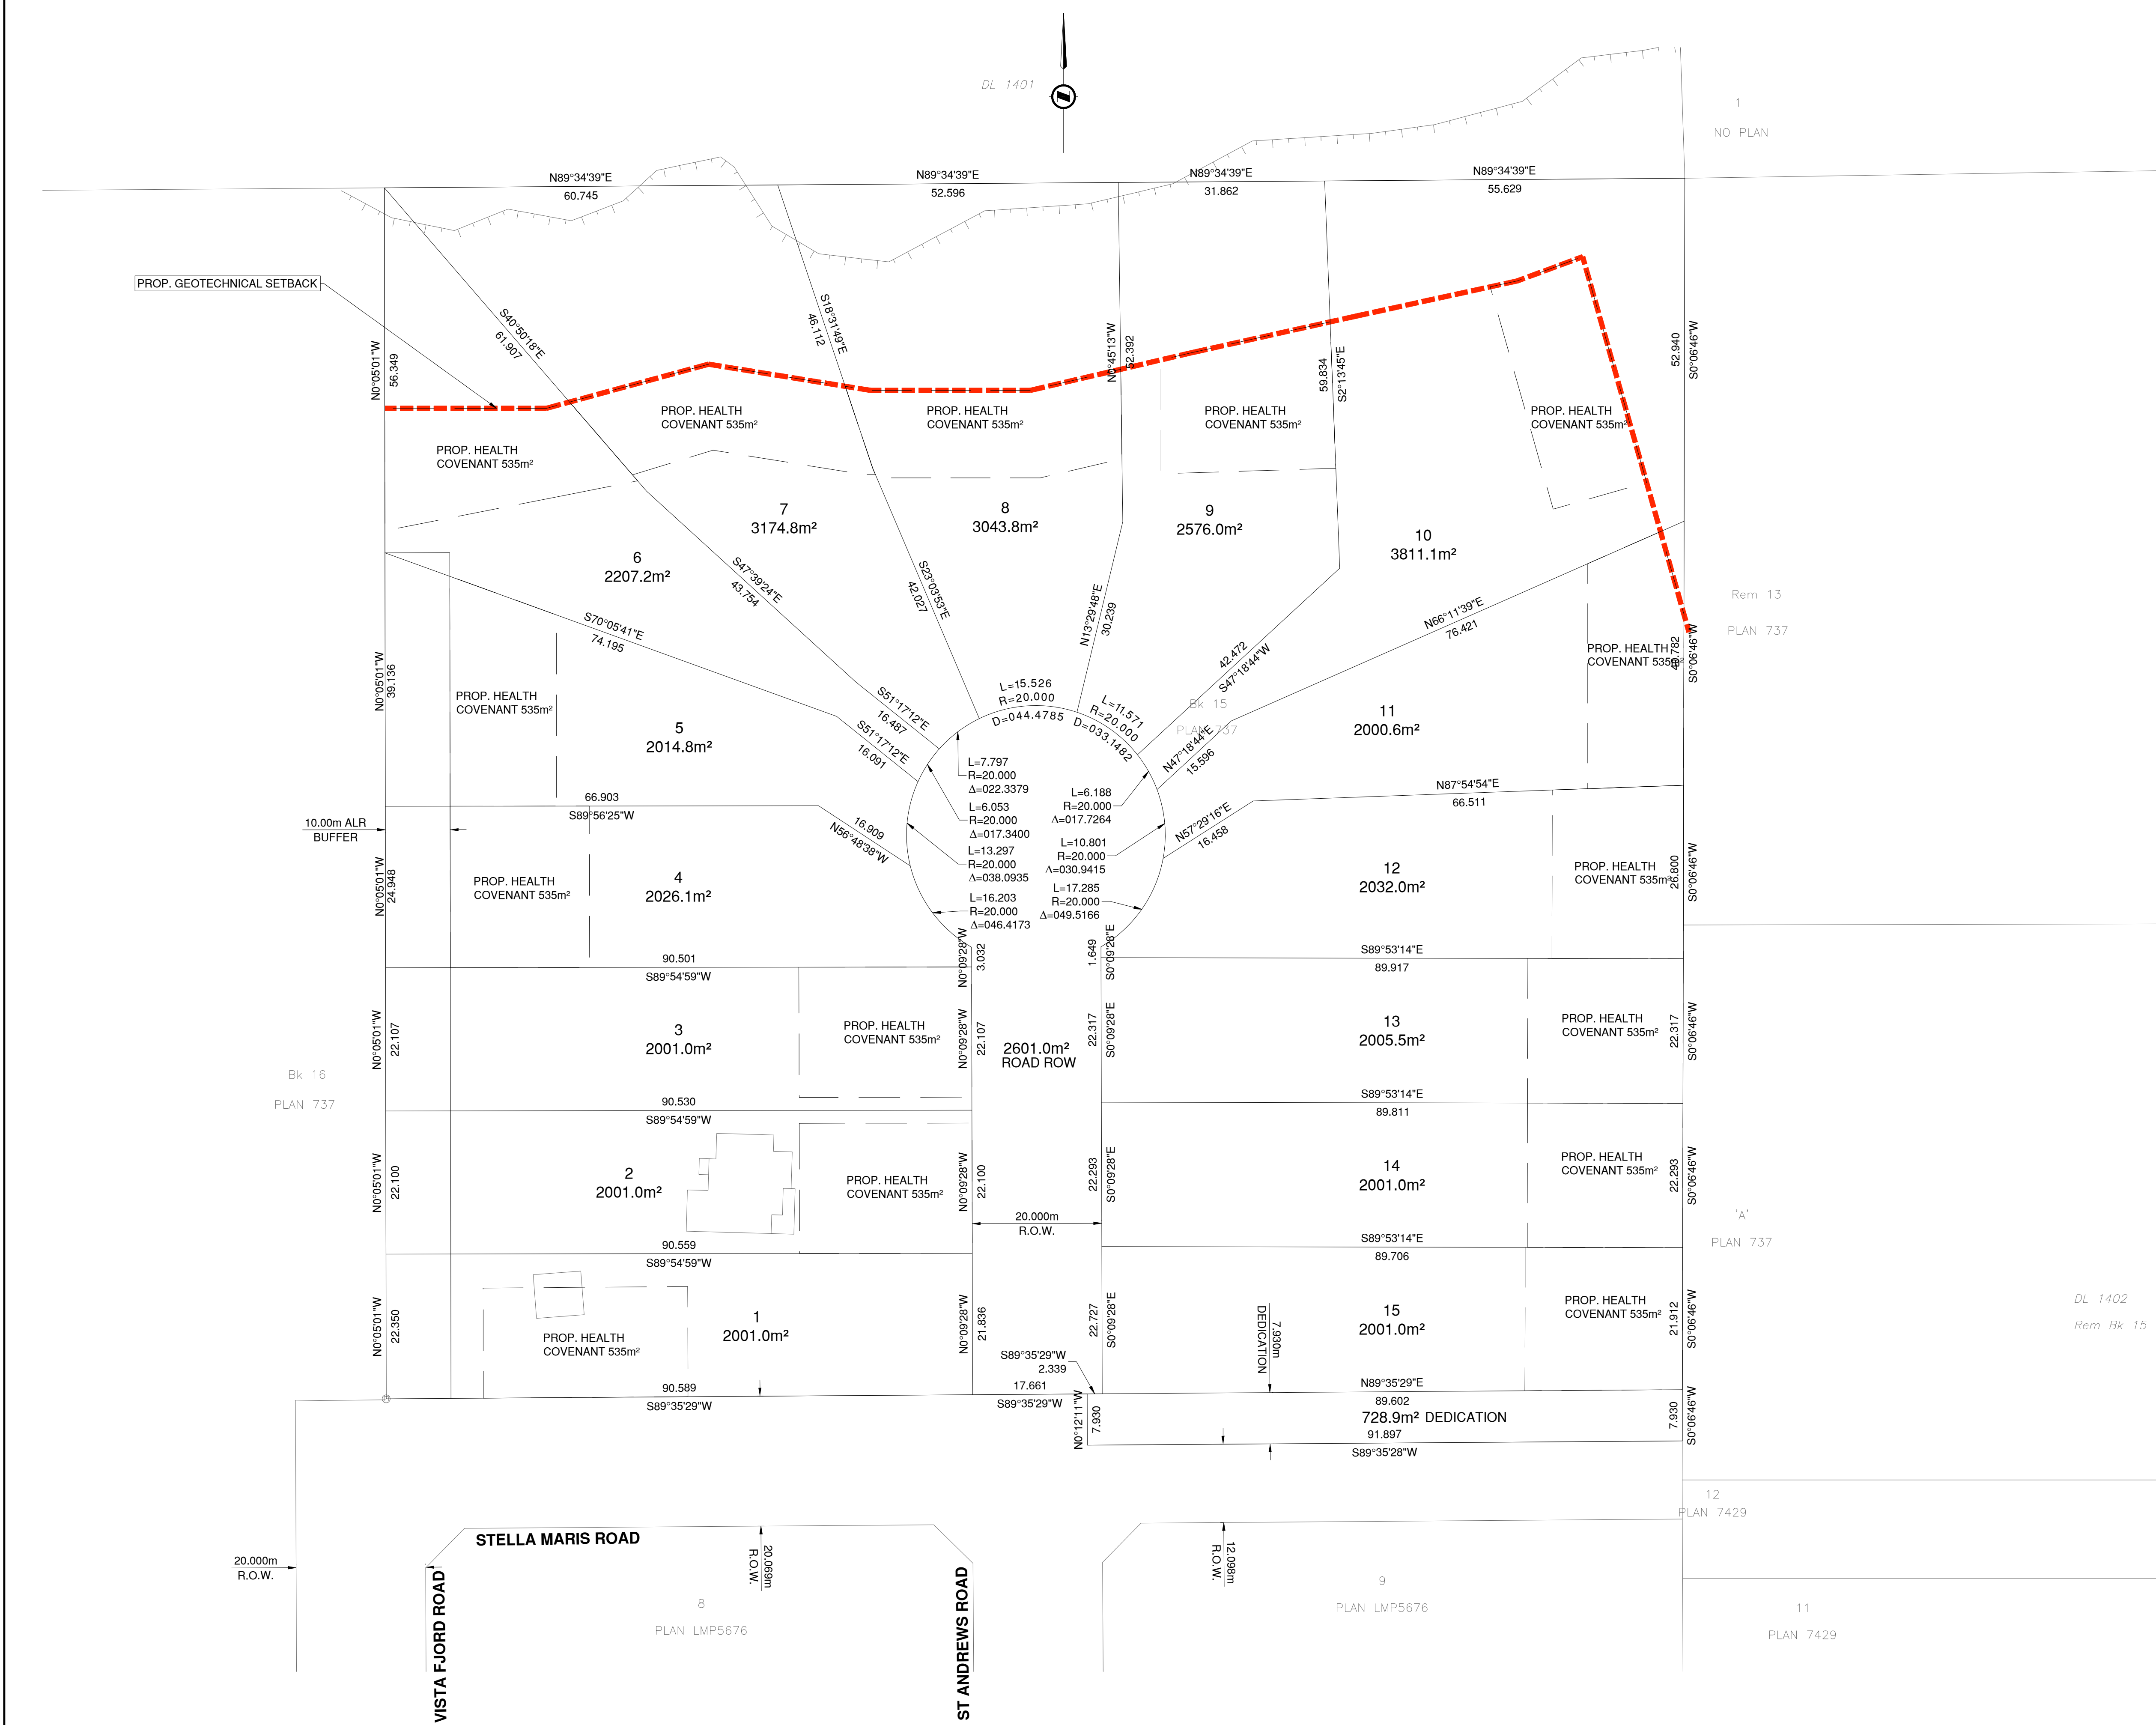 DL 1401
1
NO PLAN
N89°34'39"E
60.745
N89°34'39"E
52.596
N89°34'39"E
31.862
N89°34'39"E
55.629
PROP. GEOTECHNICAL SETBACK
N0°05'01"W
56.349
S40°50'18"E
61.907
S18°31'49"E
46.112
N0°45'13"W
52.392
59.834
S2°13'45"E
52.940
S0°06'46"W
PROP. HEALTH
COVENANT 535m²
PROP. HEALTH
COVENANT 535m²
PROP. HEALTH
COVENANT 535m²
PROP. HEALTH
COVENANT 535m²
PROP. HEALTH
COVENANT 535m²
6
2207.2m²
7
3174.8m²
8
3043.8m²
9
2576.0m²
10
3811.1m²
S47°39'24"E
43.754
S23°03'53"E
42.027
N13°29'48"E
30.239
42.472
S47°18'44"W
N66°11'39"E
76.421
Rem 13
PLAN 737
S70°05'41"E
74.195
N0°05'01"W
39.136
PROP. HEALTH
COVENANT 535m²
5
2014.8m²
S51°17'12"E
16.487
S51°17'12"E
16.091
L=15.526
R=20.000
D=044.4785
L=11.571
R=20.000
D=033.1482
Bk 15
PLAN 737
N47°18'44"E
15.596
11
2000.6m²
PROP. HEALTH
COVENANT 535m²
40.782
S0°06'46"W
L=7.797
R=20.000
Δ=022.3379
L=6.053
R=20.000
Δ=017.3400
L=13.297
R=20.000
Δ=038.0935
L=16.203
R=20.000
Δ=046.4173
L=6.188
R=20.000
Δ=017.7264
L=10.801
R=20.000
Δ=030.9415
L=17.285
R=20.000
Δ=049.5166
66.903
S89°56'25"W
16.909
N56°48'38"W
N87°54'54"E
66.511
N57°29'16"E
16.458
10.00m ALR
BUFFER
N0°05'01"W
24.948
PROP. HEALTH
COVENANT 535m²
4
2026.1m²
12
2032.0m²
PROP. HEALTH
COVENANT 535m²
26.800
S0°06'46"W
90.501
S89°54'59"W
N0°09'28"W
3.032
1.649
S0°09'28"E
S89°53'14"E
89.917
N0°05'01"W
22.107
3
2001.0m²
PROP. HEALTH
COVENANT 535m²
N0°09'28"W
22.107
2601.0m²
ROAD ROW
22.317
S0°09'28"E
13
2005.5m²
PROP. HEALTH
COVENANT 535m²
22.317
S0°06'46"W
Bk 16
PLAN 737
90.530
S89°54'59"W
S89°53'14"E
89.811
N0°05'01"W
22.100
2
2001.0m²
PROP. HEALTH
COVENANT 535m²
N0°09'28"W
22.100
20.000m
R.O.W.
22.293
S0°09'28"E
14
2001.0m²
PROP. HEALTH
COVENANT 535m²
22.293
S0°06'46"W
'A'
PLAN 737
90.559
S89°54'59"W
S89°53'14"E
89.706
N0°05'01"W
22.350
1
2001.0m²
PROP. HEALTH
COVENANT 535m²
N0°09'28"W
21.836
22.727
S0°09'28"E
7.930m
DEDICATION
15
2001.0m²
PROP. HEALTH
COVENANT 535m²
21.912
S0°06'46"W
DL 1402
Rem Bk 15
90.589
S89°35'29"W
S89°35'29"W
2.339
17.661
S89°35'29"W
N0°12'11"W
7.930
N89°35'29"E
89.602
728.9m² DEDICATION
91.897
S89°35'28"W
7.930
S0°06'46"W
12
PLAN 7429
STELLA MARIS ROAD
20.000m
R.O.W.
VISTA FJORD ROAD
20.069m
R.O.W.
8
PLAN LMP5676
ST ANDREWS ROAD
12.098m
R.O.W.
9
PLAN LMP5676
11
PLAN 7429